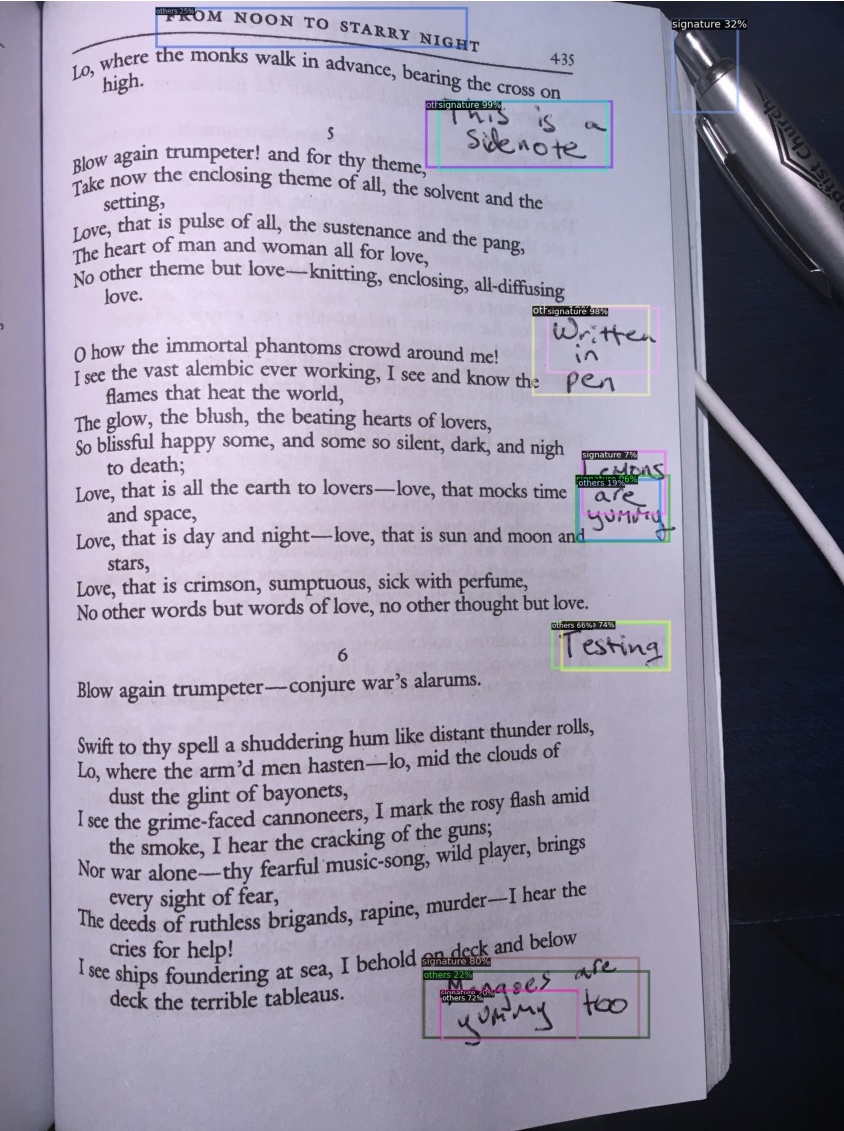 FROM NOON TO STARRY NIGHT
435
Lo, where the monks walk in advance, bearing the cross on
high.
This is a
Sidenote
5
Blow again trumpeter! and for thy theme,
Take now the enclosing theme of all, the solvent and the
setting,
Love, that is pulse of all, the sustenance and the pang,
The heart of man and woman all for love,
No other theme but love—knitting, enclosing, all-diffusing
love.
Written
in
pen
O how the immortal phantoms crowd around me!
I see the vast alembic ever working, I see and know the
flames that heat the world,
The glow, the blush, the beating hearts of lovers,
So blissful happy some, and some so silent, dark, and nigh
to death;
Love, that is all the earth to lovers—love, that mocks time
and space,
Love, that is day and night—love, that is sun and moon and
stars,
Love, that is crimson, sumptuous, sick with perfume,
No other words but words of love, no other thought but love.
Lemons
are
yummy
Testing
6
Blow again trumpeter—conjure war's alarums.
Swift to thy spell a shuddering hum like distant thunder rolls,
Lo, where the arm'd men hasten—lo, mid the clouds of
dust the glint of bayonets,
I see the grime-faced cannoneers, I mark the rosy flash amid
the smoke, I hear the cracking of the guns;
Nor war alone—thy fearful music-song, wild player, brings
every sight of fear,
The deeds of ruthless brigands, rapine, murder—I hear the
cries for help!
I see ships foundering at sea, I behold on deck and below
deck the terrible tableaus.
Mangoes are
yummy too
others 25%
signature 32%
signature 99%
signature 98%
signature 7%
others 19%
others 66%
74%
signature 80%
others 22%
others 72%